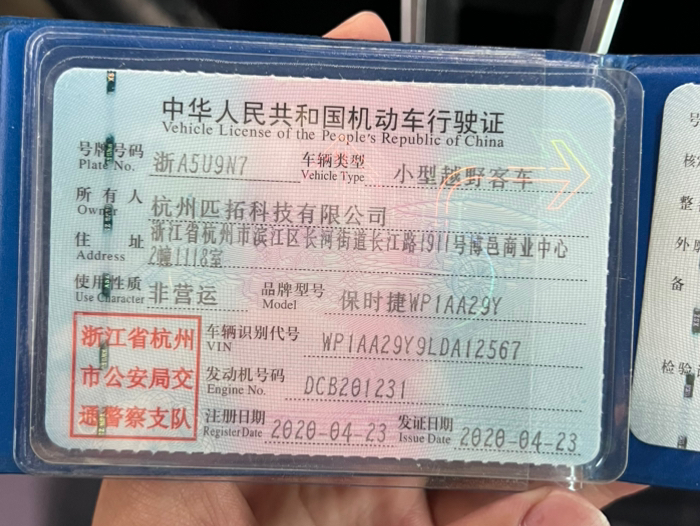 中华人民共和国机动车行驶证
Vehicle License of the People's Republic of China
号牌号码 浙A5U9N7 车辆类型 小型越野客车
Plate No. Vehicle Type
所有人 杭州匹拓科技有限公司
Owner
住址 浙江省杭州市滨江区长河街道长江路1911号博邑商业中心
Address 2幢1118室
使用性质 非营运 品牌型号 保时捷WP1AA29Y
Use Character Model
浙江省杭州
市公安局交
通警察支队
车辆识别代号 WP1AA29Y9LDA12567
VIN
发动机号码 DCB201231
Engine No.
注册日期 2020-04-23 发证日期 2020-04-23
Register Date Issue Date
号
核
整
外
备
检验